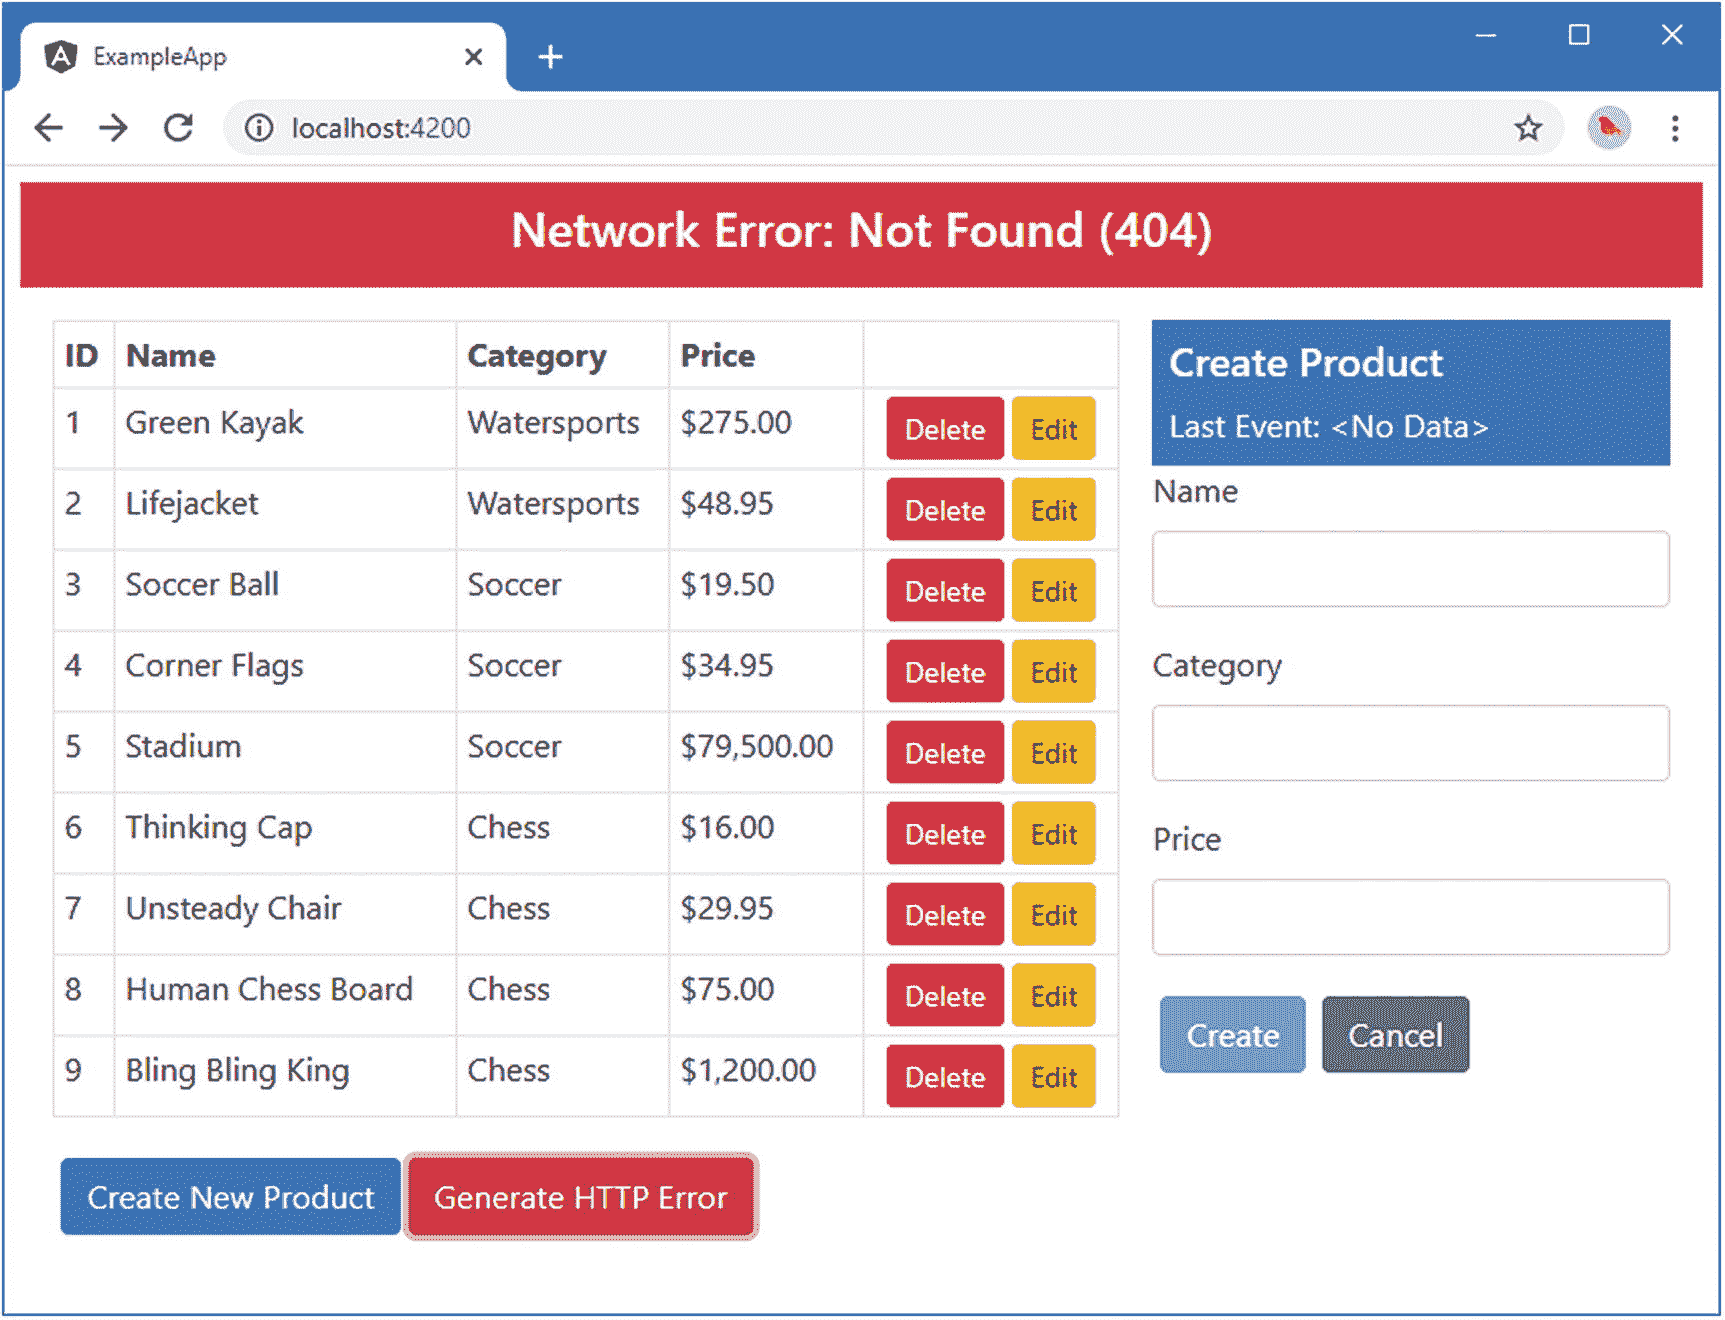 ExampleApp
localhost:4200
Network Error: Not Found (404)
ID Name Category Price
1 Green Kayak Watersports $275.00 Delete Edit
2 Lifejacket Watersports $48.95 Delete Edit
3 Soccer Ball Soccer $19.50 Delete Edit
4 Corner Flags Soccer $34.95 Delete Edit
5 Stadium Soccer $79,500.00 Delete Edit
6 Thinking Cap Chess $16.00 Delete Edit
7 Unsteady Chair Chess $29.95 Delete Edit
8 Human Chess Board Chess $75.00 Delete Edit
9 Bling Bling King Chess $1,200.00 Delete Edit
Create New Product Generate HTTP Error
Create Product
Last Event: <No Data>
Name
Category
Price
Create Cancel